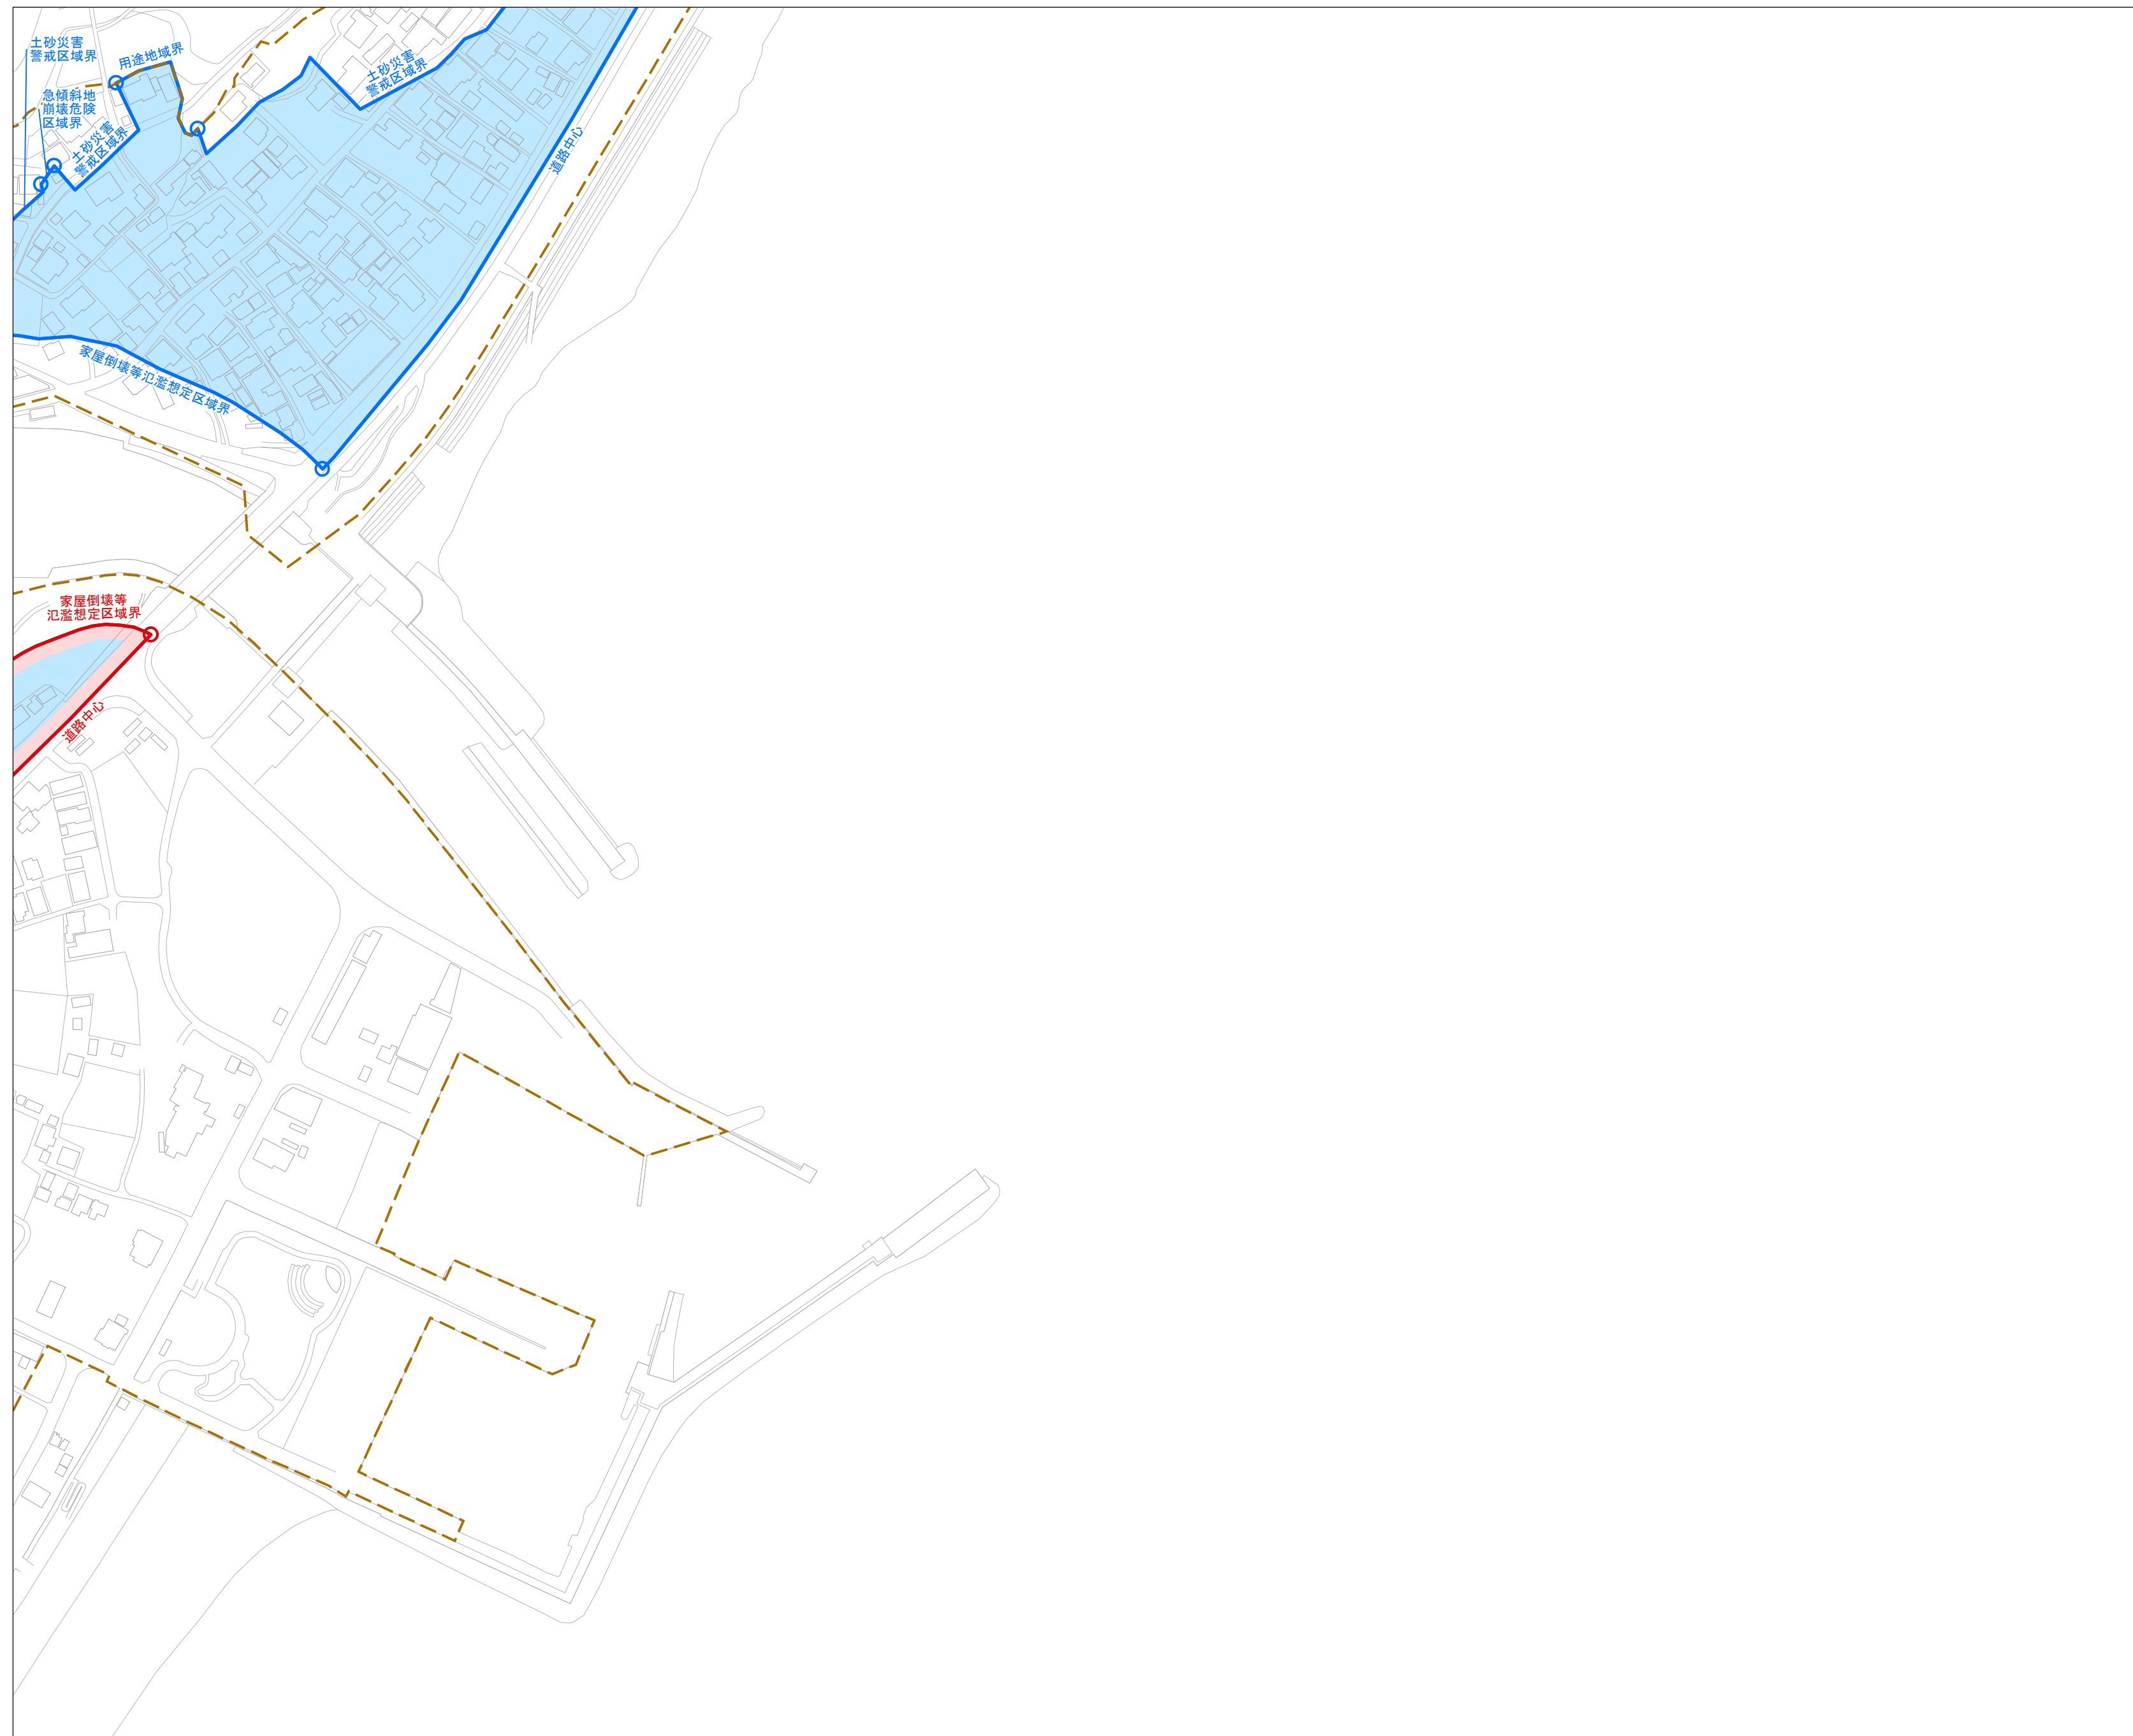 土砂災害
警戒区域界
用途地域界
土砂災害
警戒区域界
急傾斜地
崩壊危険
区域界
土砂災害
警戒区域界
道路中心
家屋倒壊等氾濫想定区域界
家屋倒壊等
氾濫想定区域界
道路中心